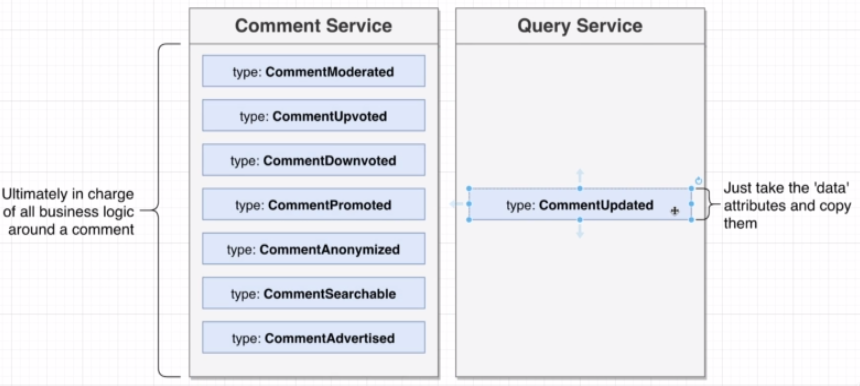 Comment Service
Query Service
type: CommentModerated
type: CommentUpvoted
type: CommentDownvoted
type: CommentPromoted
type: CommentAnonymized
type: CommentSearchable
type: CommentAdvertised
Ultimately in charge
of all business logic
around a comment
type: CommentUpdated
Just take the 'data'
attributes and copy
them